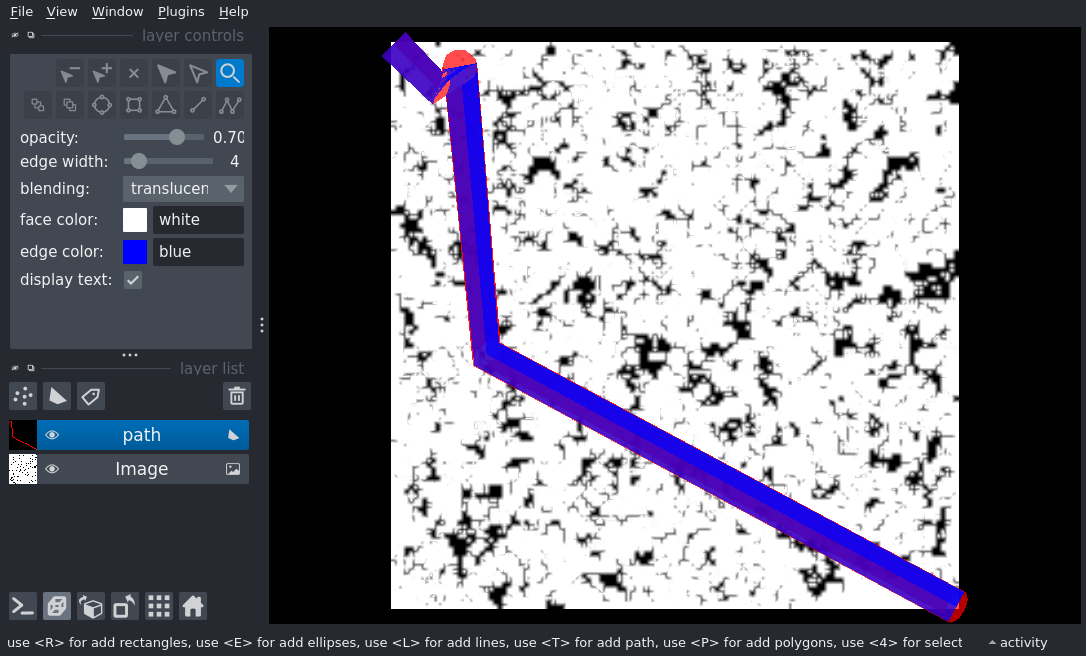 File View Window Plugins Help
layer controls
opacity: 0.70
edge width: 4
blending: translucen
face color: white
edge color: blue
display text:
layer list
path
Image
use <R> for add rectangles, use <E> for add ellipses, use <L> for add lines, use <T> for add path, use <P> for add polygons, use <4> for select
activity